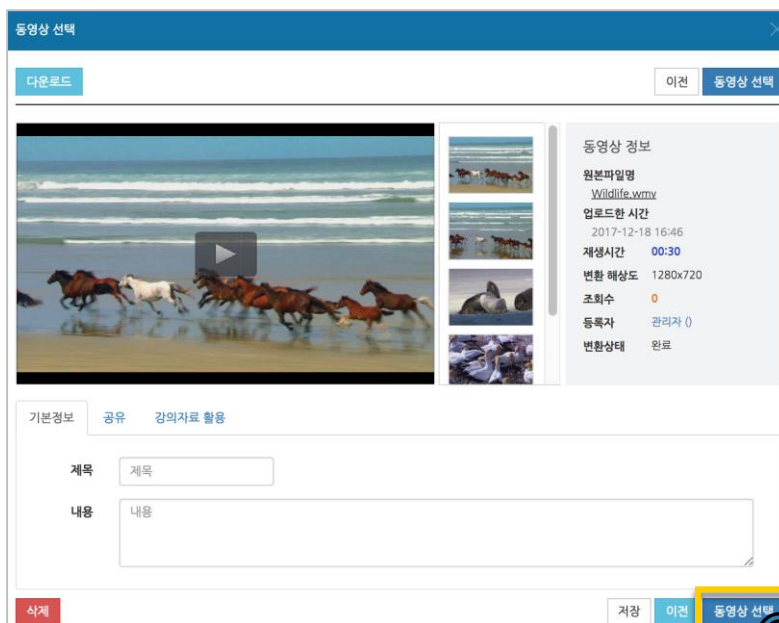 동영상 선택
다운로드
이전 동영상 선택
동영상 정보
원본파일명
Wildlife.wmv
업로드한 시간
2017-12-18 16:46
재생시간 00:30
변환 해상도 1280x720
조회수 0
등록자 관리자 ()
변환상태 완료
기본정보 공유 강의자료 활용
제목 제목
내용 내용
삭제 저장 이전 동영상 선택